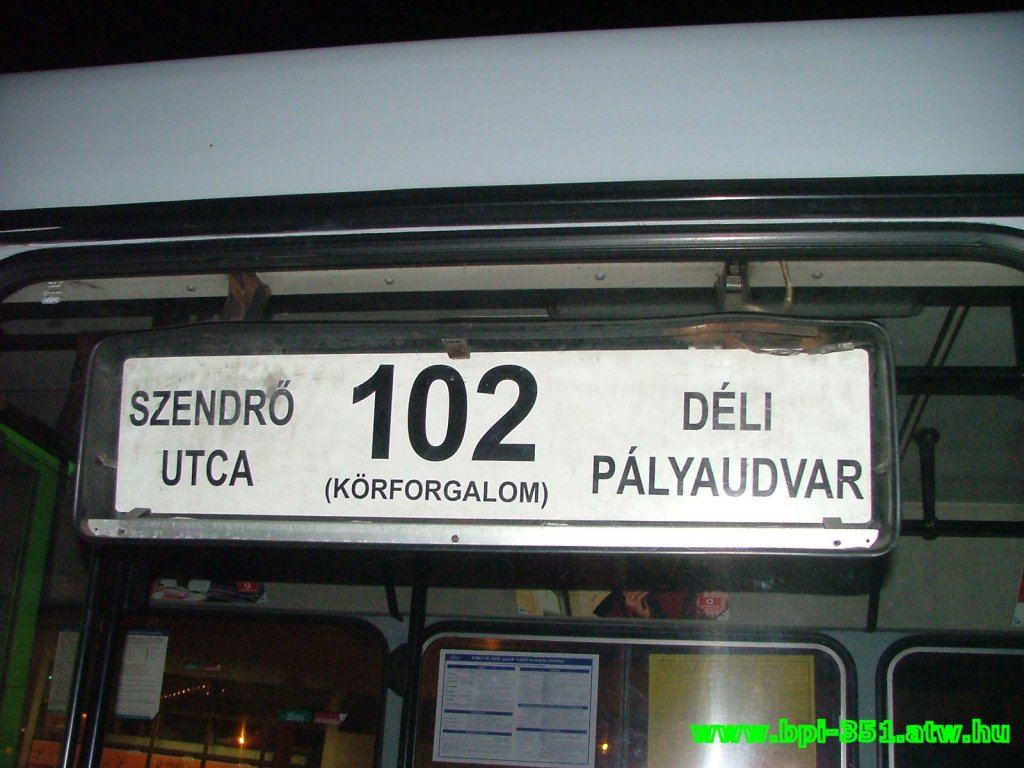 SZENDRŐ
UTCA
102
(KÖRFORGALOM)
DÉLI
PÁLYAUDVAR
www.bpi-351.atw.hu